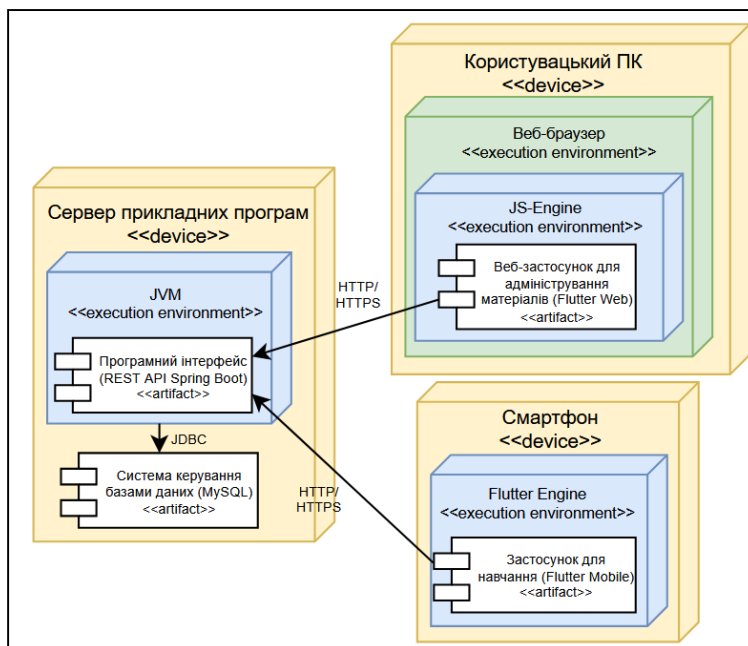 Користувацький ПК
<<device>>
Веб-браузер
<<execution environment>>
JS-Engine
<<execution environment>>
Веб-застосунок для
адміністрування
матеріалів (Flutter Web)
<<artifact>>
HTTP/
HTTPS
Сервер прикладних програм
<<device>>
JVM
<<execution environment>>
Програмний інтерфейс
(REST API Spring Boot)
<<artifact>>
JDBC
Система керування
базами даних (MySQL)
<<artifact>>
HTTP/
HTTPS
Смартфон
<<device>>
Flutter Engine
<<execution environment>>
Застосунок для
навчання (Flutter Mobile)
<<artifact>>